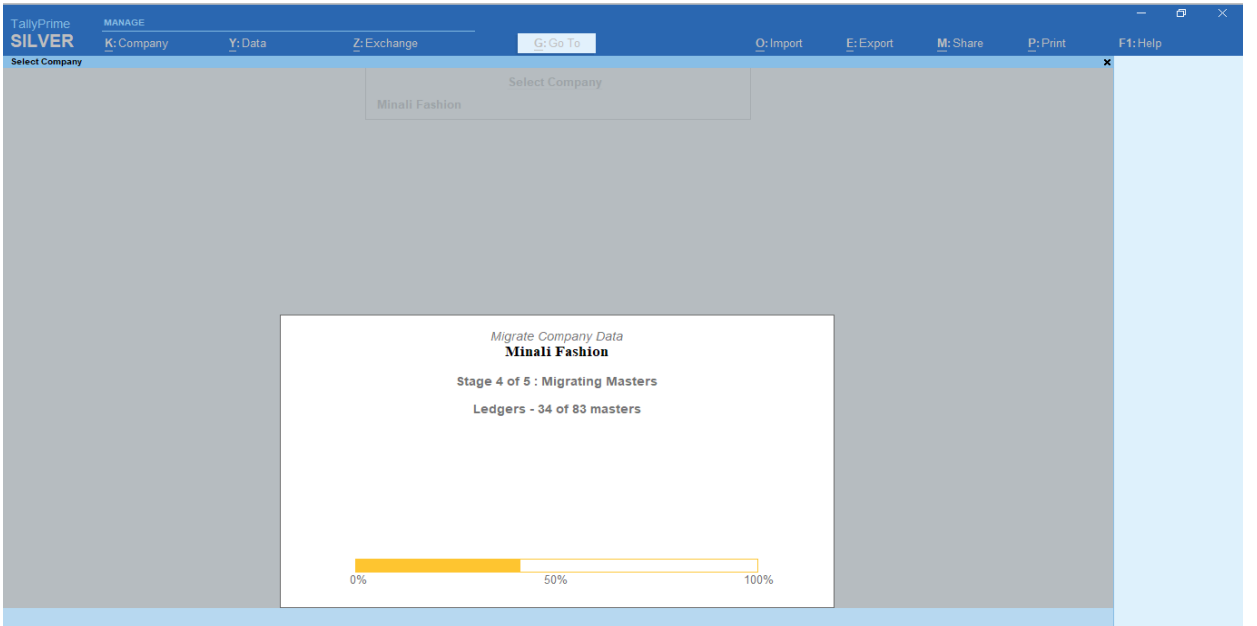 TallyPrime
MANAGE
SILVER
K: Company
Y: Data
Z: Exchange
G: Go To
O: Import
E: Export
M: Share
P: Print
F1: Help
Select Company
Select Company
Minali Fashion
Migrate Company Data
Minali Fashion
Stage 4 of 5 : Migrating Masters
Ledgers - 34 of 83 masters
0%
50%
100%